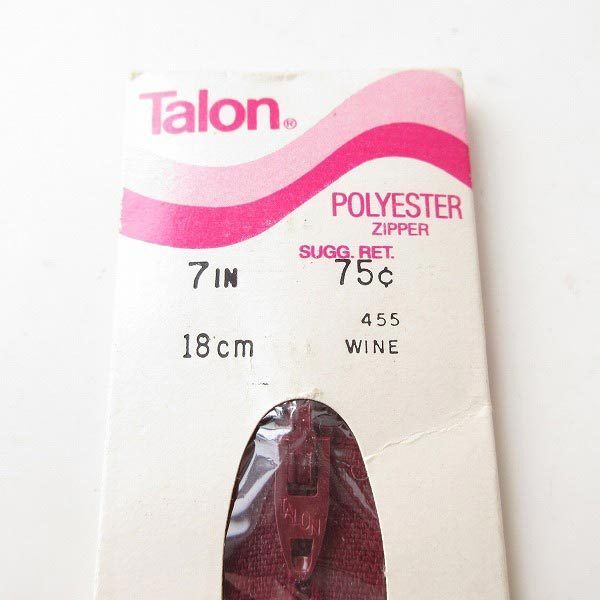 Talon®
POLYESTER
ZIPPER
SUGG. RET.
7IN 75¢
455
18cm WINE
TALON